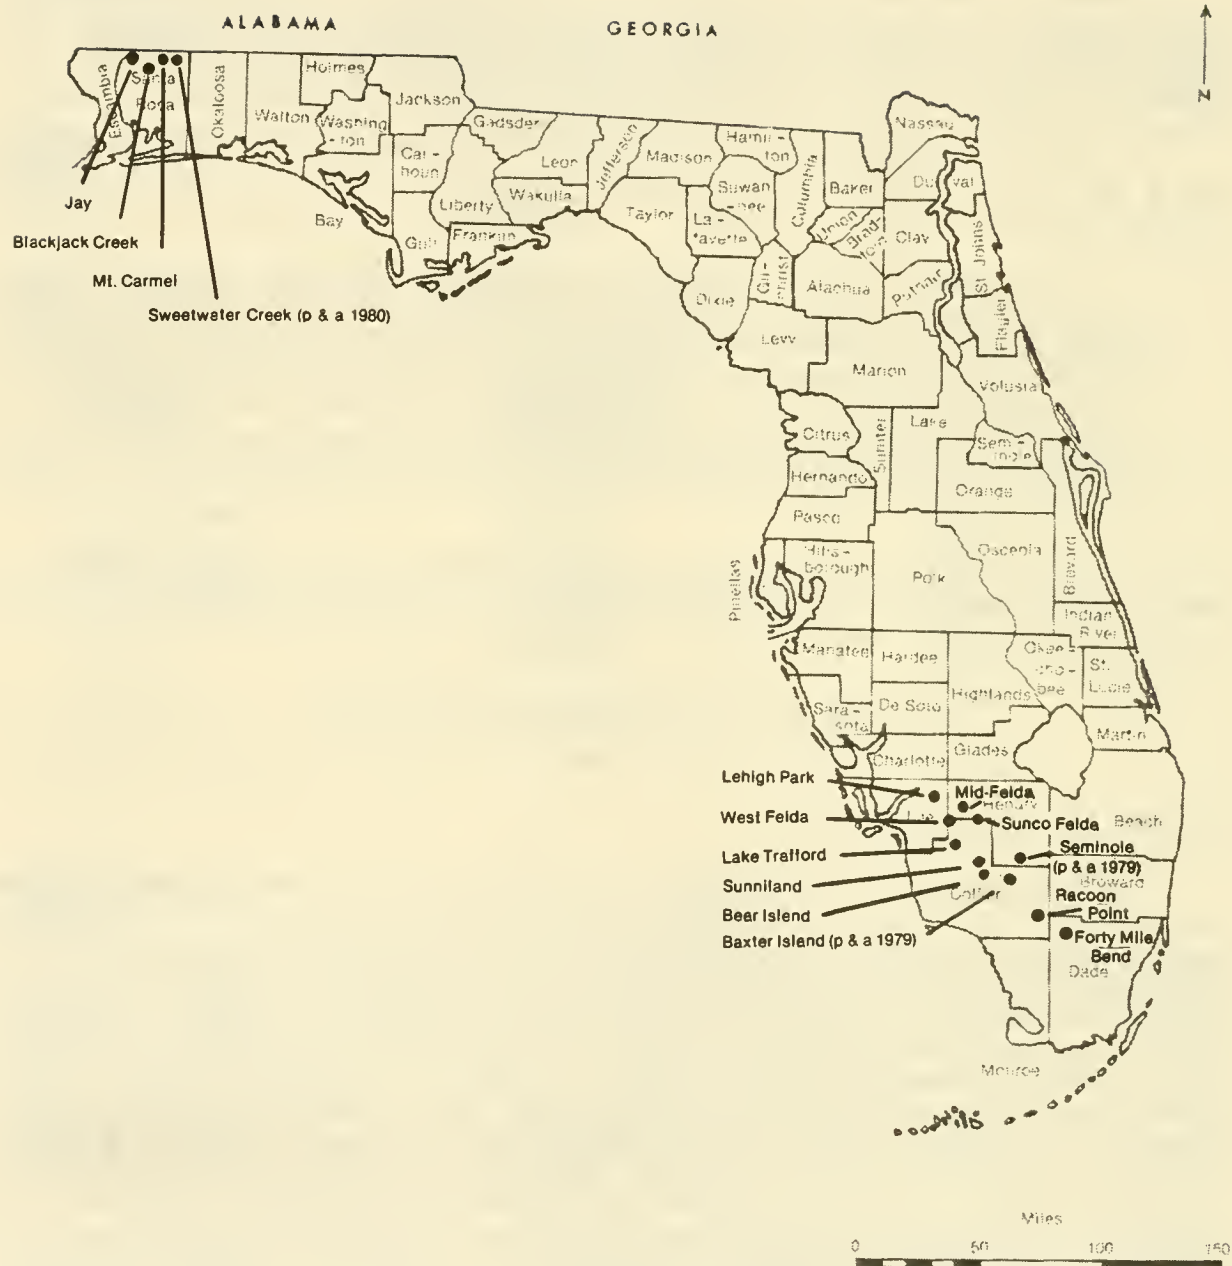 ALABAMA
GEORGIA
N
Escambia
Santa
Rosa
Okaloosa
Walton
Holmes
Washing
-ton
Jackson
Bay
Cal-
houn
Gulf
Liberty
Gadsden
Leon
Wakulla
Franklin
Jefferson
Madison
Taylor
Hamil-
ton
Suwan
-nee
La-
fayette
Dixie
Columbia
Gil-
christ
Baker
Union
Brad-
ford
Alachua
Nassau
Duval
Clay
St. Johns
Putnam
Flagler
Levy
Marion
Volusia
Citrus
Sumter
Lake
Semi-
nole
Hernando
Orange
Pasco
Pinellas
Hills-
borough
Polk
Osceola
Brevard
Indian
River
Manatee
Hardee
Highlands
Okee-
cho-
bee
St.
Lucie
Sara-
sota
De Soto
Martin
Charlotte
Glades
Lee
Hendry
Beach
Collier
Broward
Dade
Monroe
Jay
Blackjack Creek
Mt. Carmel
Sweetwater Creek (p & a 1980)
Lehigh Park
Mid-Felda
West Felda
Sunco Felda
Lake Trafford
Seminole
(p & a 1979)
Sunniland
Bear Island
Racoon
Point
Baxter Island (p & a 1979)
Forty Mile
Bend
Miles
0 50 100 150